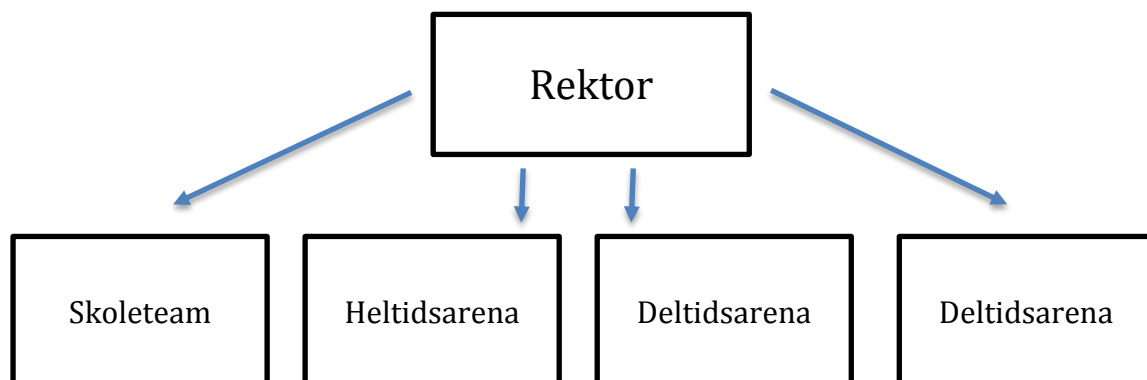 Rektor
Skoleteam
Heltidsarena
Deltidsarena
Deltidsarena